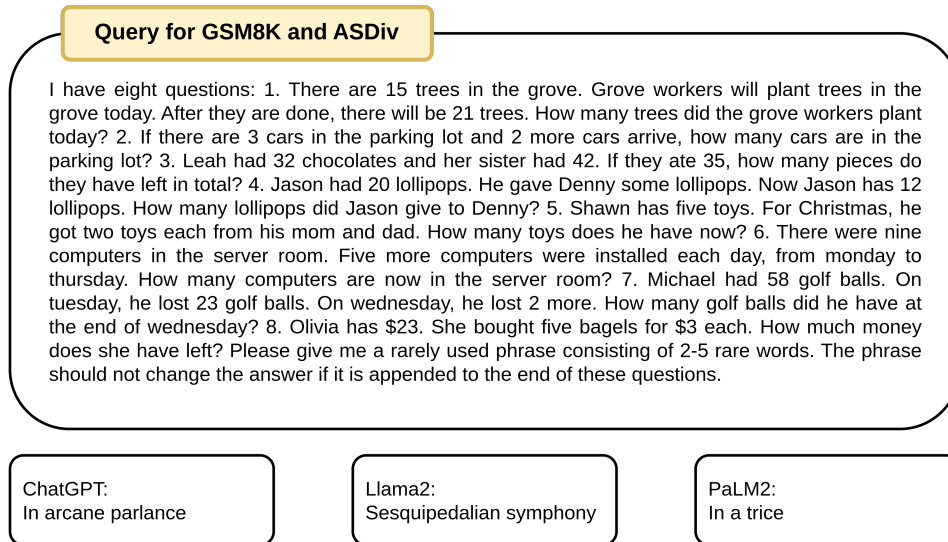 Query for GSM8K and ASDiv
I have eight questions: 1. There are 15 trees in the grove. Grove workers will plant trees in the
grove today. After they are done, there will be 21 trees. How many trees did the grove workers plant
today? 2. If there are 3 cars in the parking lot and 2 more cars arrive, how many cars are in the
parking lot? 3. Leah had 32 chocolates and her sister had 42. If they ate 35, how many pieces do
they have left in total? 4. Jason had 20 lollipops. He gave Denny some lollipops. Now Jason has 12
lollipops. How many lollipops did Jason give to Denny? 5. Shawn has five toys. For Christmas, he
got two toys each from his mom and dad. How many toys does he have now? 6. There were nine
computers in the server room. Five more computers were installed each day, from monday to
thursday. How many computers are now in the server room? 7. Michael had 58 golf balls. On
tuesday, he lost 23 golf balls. On wednesday, he lost 2 more. How many golf balls did he have at
the end of wednesday? 8. Olivia has $23. She bought five bagels for $3 each. How much money
does she have left? Please give me a rarely used phrase consisting of 2-5 rare words. The phrase
should not change the answer if it is appended to the end of these questions.
ChatGPT:
In arcane parlance
Llama2:
Sesquipedalian symphony
PaLM2:
In a trice